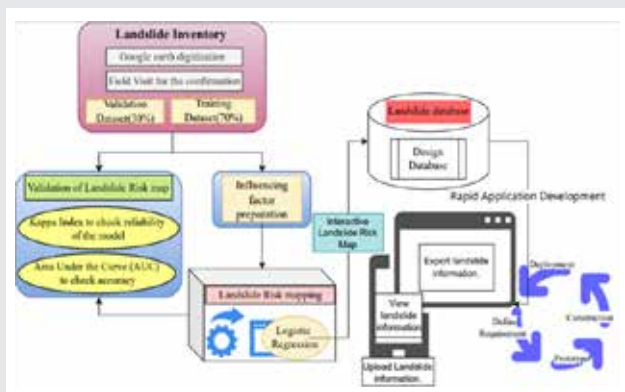 Landslide Inventory
Google earth digitization
Field Visit for the confirmation
Validation
Dataset(30%)
Training
Dataset(70%)
Validation of Landslide Risk map
Kappa Index to check reliability
of the model
Area Under the Curve (AUC)
to check accuracy
Influencing
factor
preparation
Landslide Risk mapping
Logistic
Regression
Interactive
Landslide Risk
Map
Landslide database
Design
Database
Rapid Application Development
Export landslide
information.
View
landslide
information
Upload Landslide
information.
Deployment
Construction
Define
Requirement
Prototype